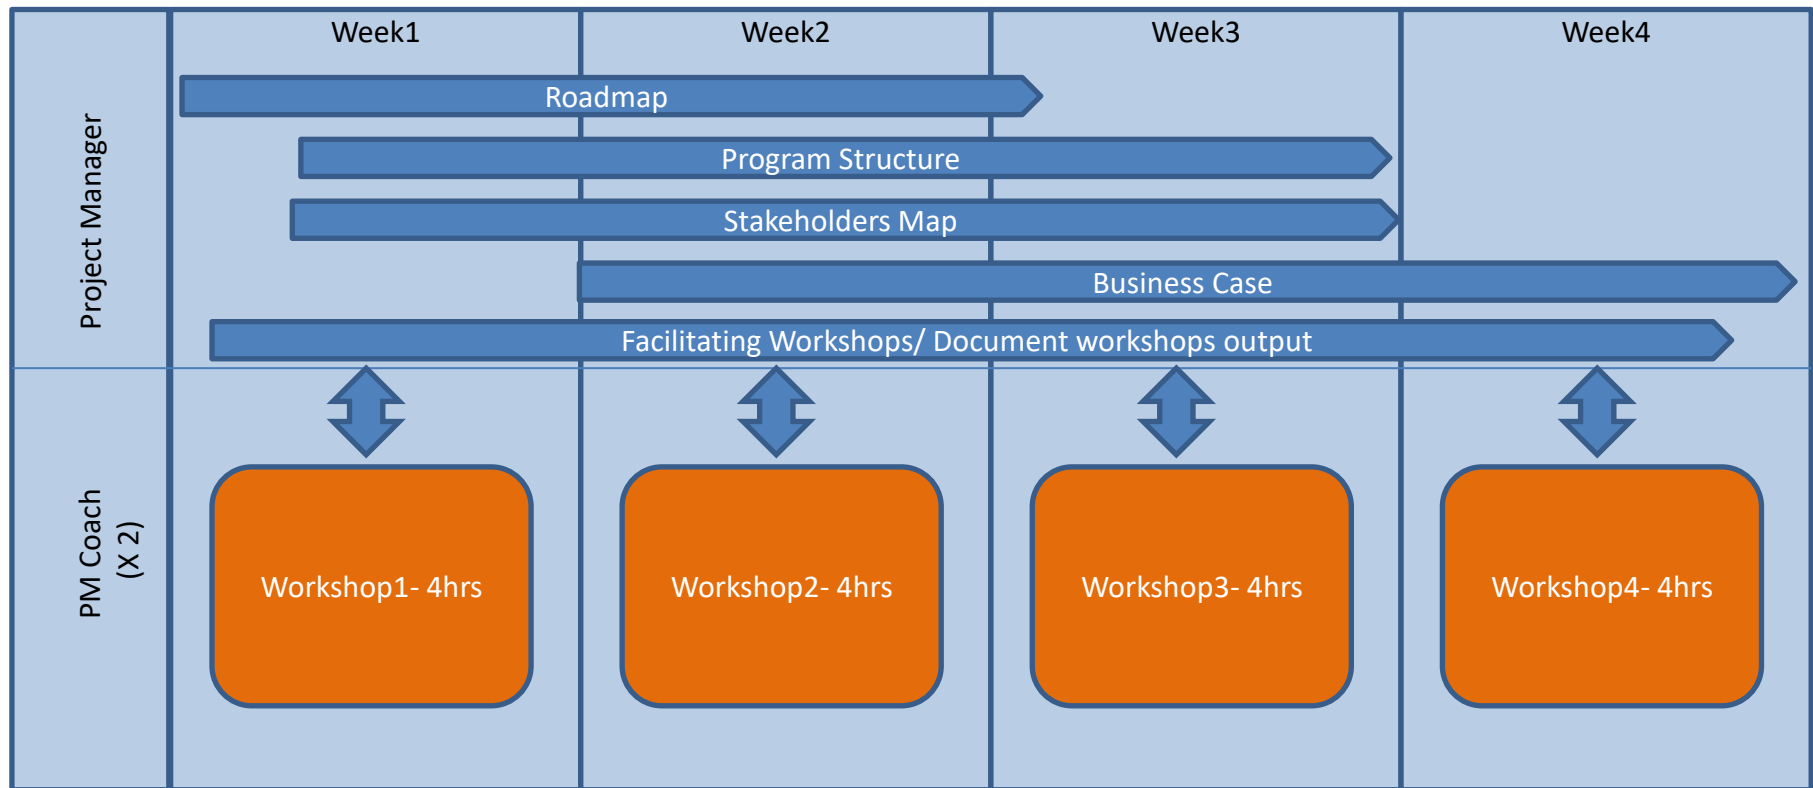 Week1
Week2
Week3
Week4
Project Manager
Roadmap
Program Structure
Stakeholders Map
Business Case
Facilitating Workshops/ Document workshops output
PM Coach
(X 2)
Workshop1- 4hrs
Workshop2- 4hrs
Workshop3- 4hrs
Workshop4- 4hrs